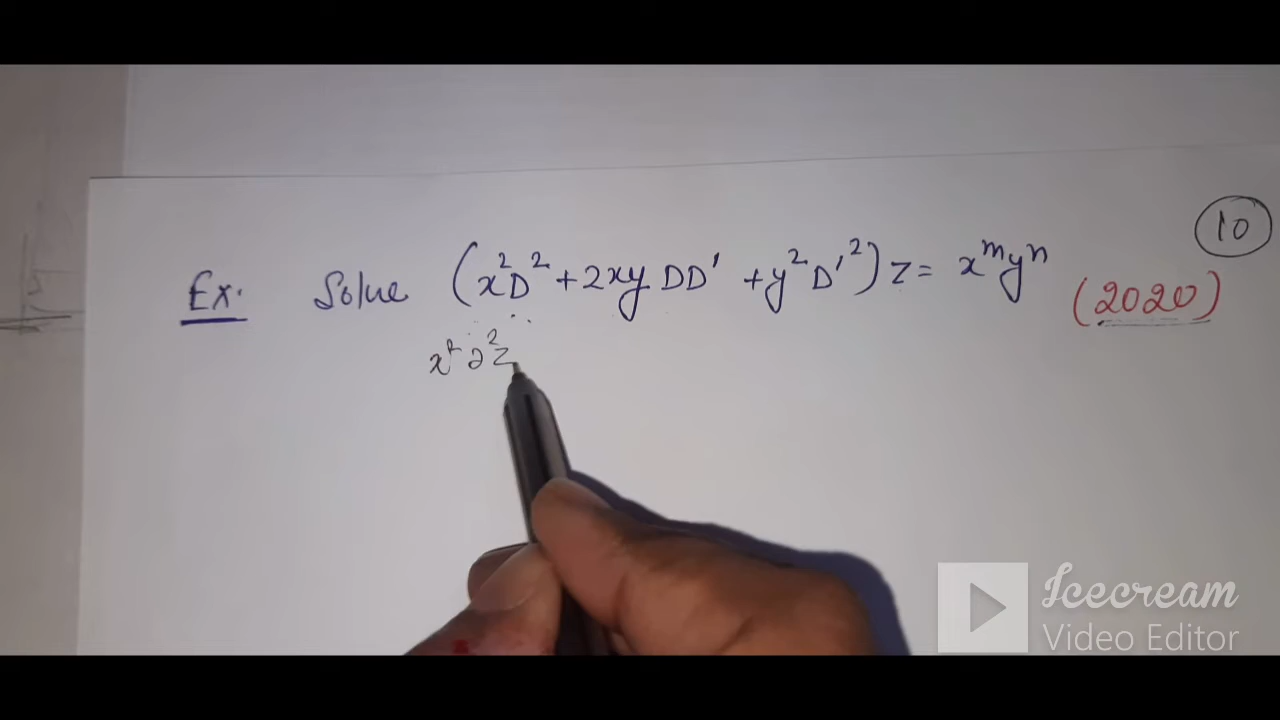 10
Ex. Solve (x²D² + 2xy DD' + y²D'²) z = xᵐyⁿ
(2020)
x² ∂²z
Icecream
Video Editor